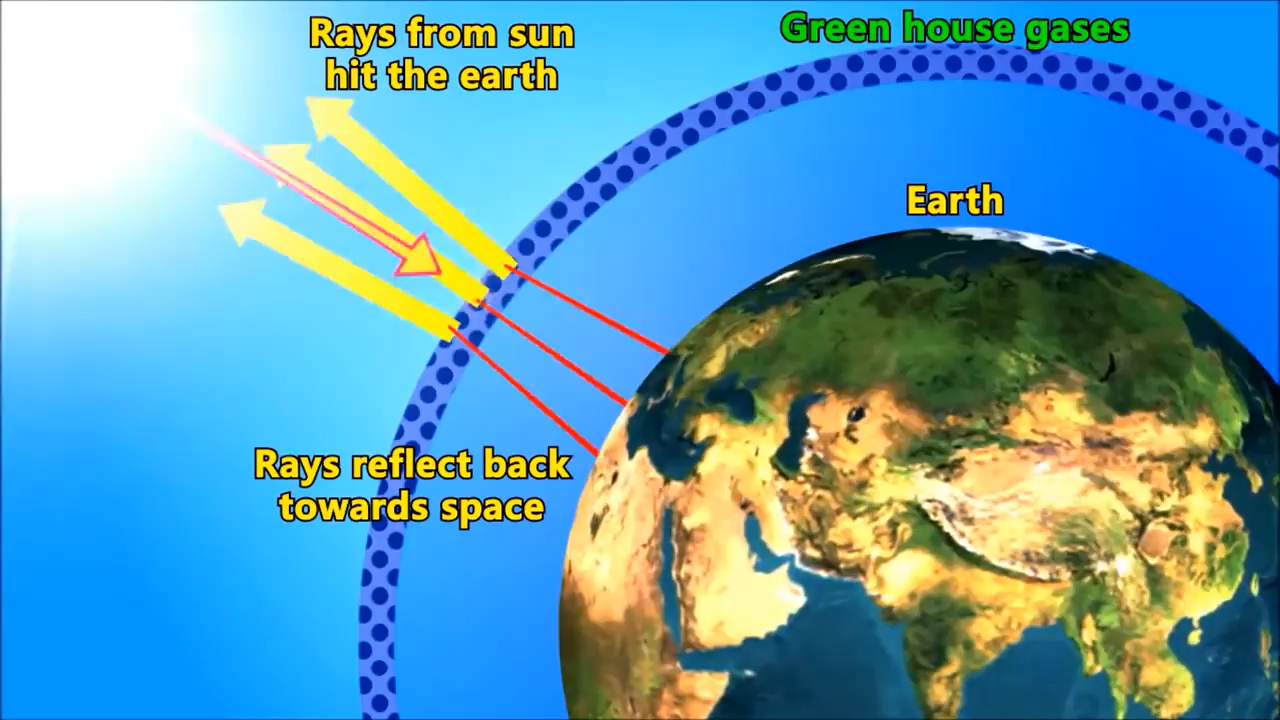 Rays from sun
hit the earth
Green house gases
Earth
Rays reflect back
towards space